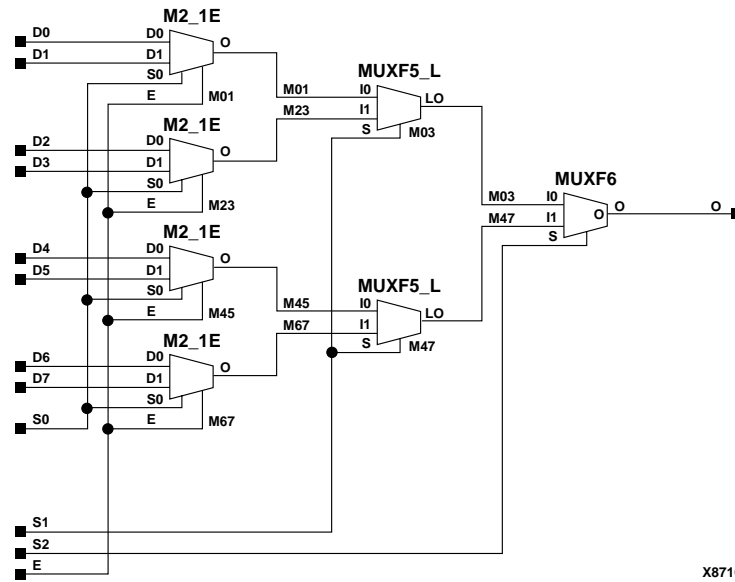 M2_1E
D0 D0 O
D1 D1
S0
E M01
M01 I0 MUXF5_L
LO
M23 I1
S M03
M2_1E
D2 D0 O
D3 D1
S0
E M23
MUXF6
M03 I0 O O O
M47 I1
S
M2_1E
D4 D0 O
D5 D1
S0
E M45
MUXF5_L
M45 I0 LO
M67 I1
S M47
M2_1E
D6 D0 O
D7 D1
S0
S0
E M67
S1
S2
E